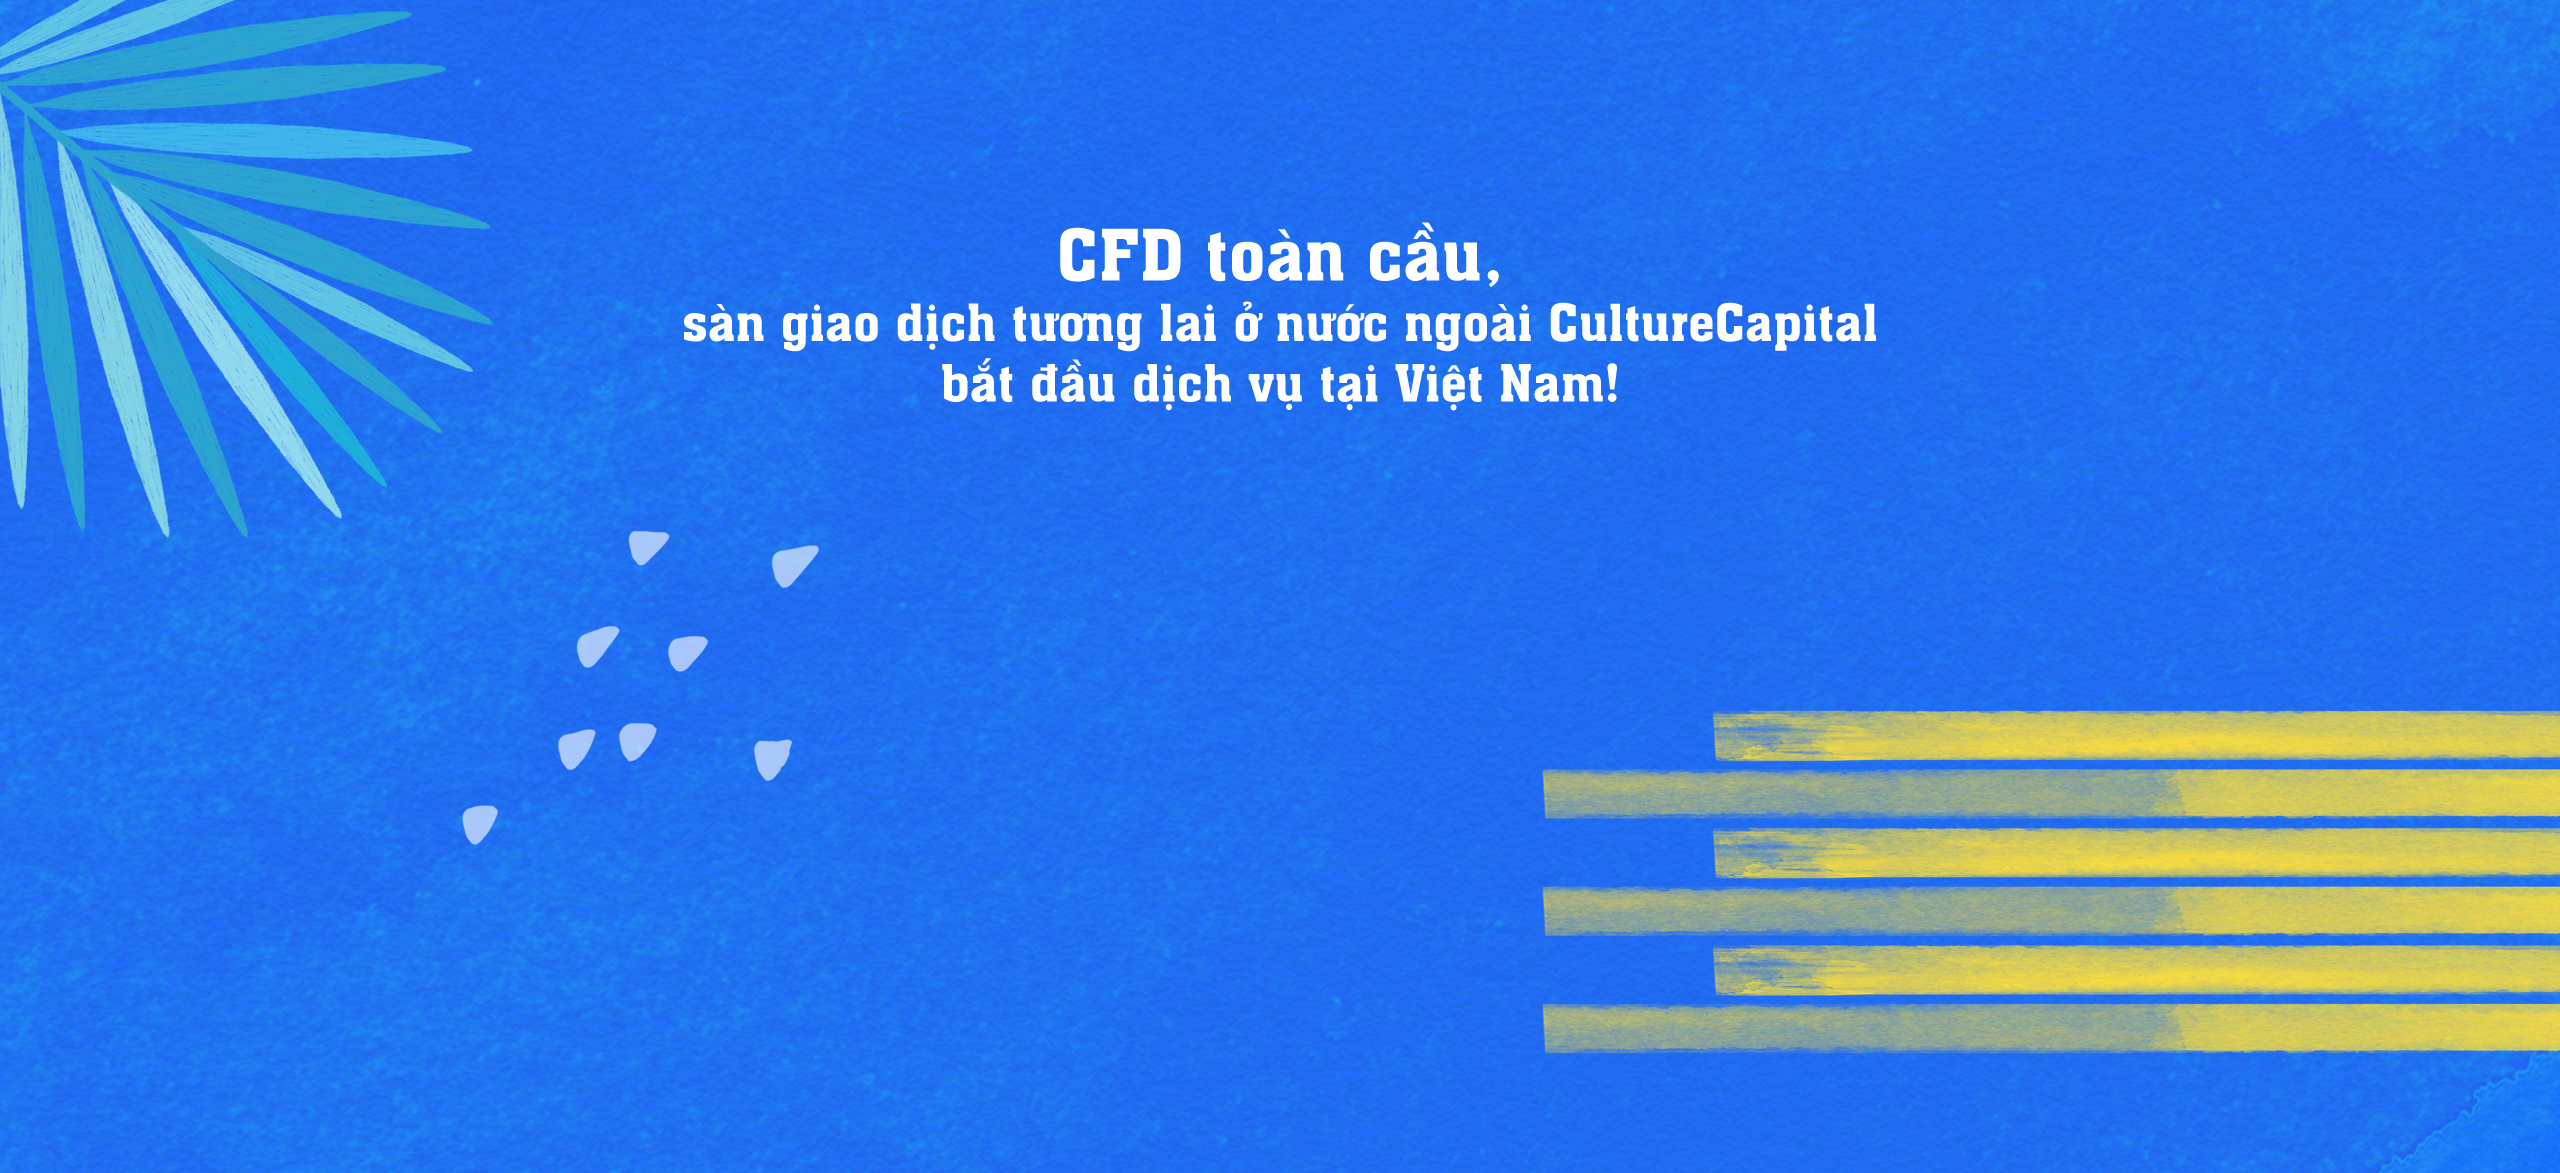 CFD toàn cầu,
sàn giao dịch tương lai ở nước ngoài CultureCapital
bắt đầu dịch vụ tại Việt Nam!